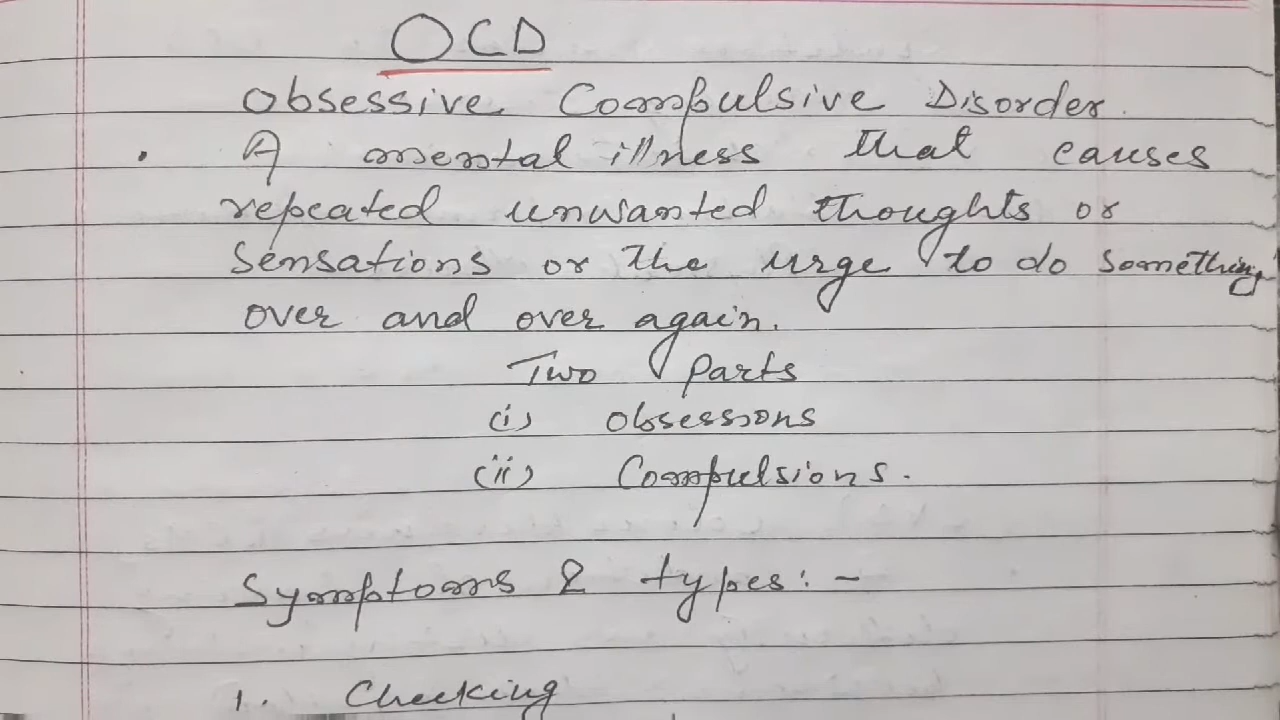 OCD
Obsessive Compulsive Disorder.
• A mental illness that causes
repeated unwanted thoughts or
sensations or the urge to do something
over and over again.
Two Parts
(i) Obsessions
(ii) Compulsions.
Symptoms & types: -
1. Checking